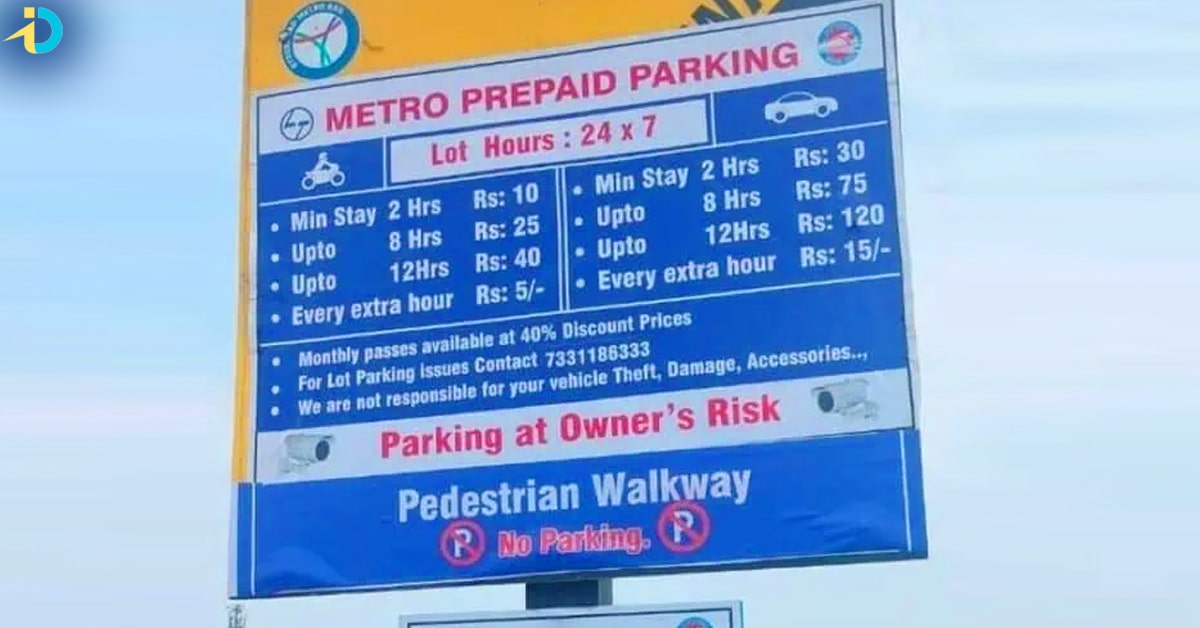 METRO PREPAID PARKING
Lot Hours : 24 x 7
• Min Stay 2 Hrs Rs: 10
• Upto 8 Hrs Rs: 25
• Upto 12Hrs Rs: 40
• Every extra hour Rs: 5/-
• Min Stay 2 Hrs Rs: 30
• Upto 8 Hrs Rs: 75
• Upto 12Hrs Rs: 120
• Every extra hour Rs: 15/-
• Monthly passes available at 40% Discount Prices
• For Lot Parking issues Contact 7331186333
• We are not responsible for your vehicle Theft, Damage, Accessories..,
Parking at Owner's Risk
Pedestrian Walkway
P No Parking. P